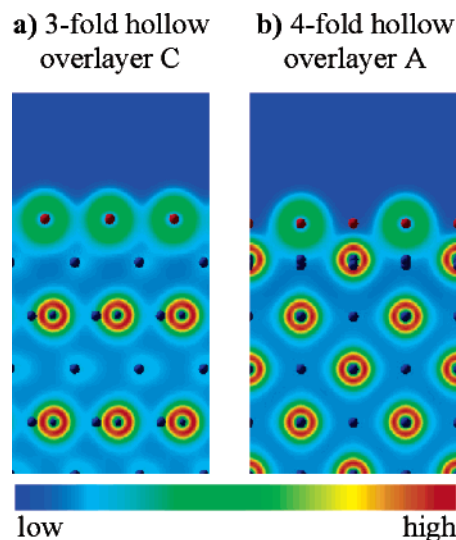 a) 3-fold hollow
overlayer C
b) 4-fold hollow
overlayer A
low
high